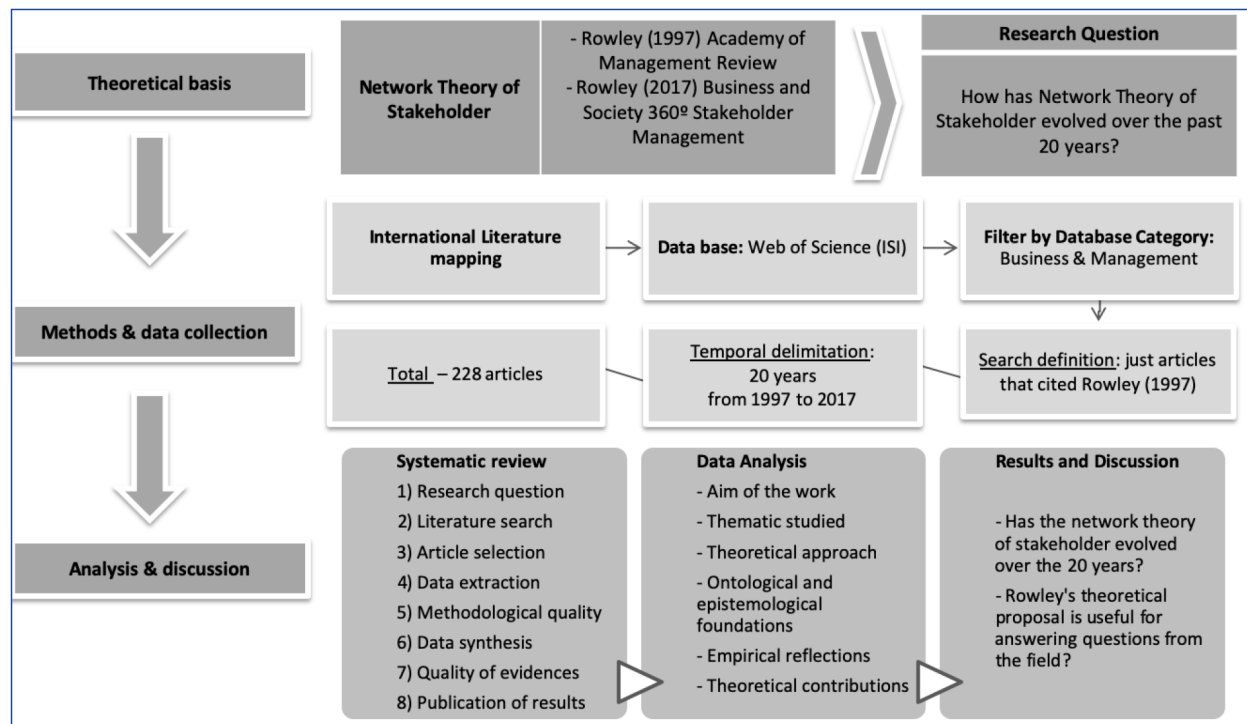 Theoretical basis
Network Theory of
Stakeholder
- Rowley (1997) Academy of
Management Review
- Rowley (2017) Business and
Society 360º Stakeholder
Management
Research Question
How has Network Theory of
Stakeholder evolved over the past
20 years?
Methods & data collection
International Literature
mapping
Data base: Web of Science (ISI)
Filter by Database Category:
Business & Management
Search definition: just articles
that cited Rowley (1997)
Temporal delimitation:
20 years
from 1997 to 2017
Total – 228 articles
Analysis & discussion
Systematic review
1) Research question
2) Literature search
3) Article selection
4) Data extraction
5) Methodological quality
6) Data synthesis
7) Quality of evidences
8) Publication of results
Data Analysis
- Aim of the work
- Thematic studied
- Theoretical approach
- Ontological and
epistemological
foundations
- Empirical reflections
- Theoretical contributions
Results and Discussion
-Has the network theory
of stakeholder evolved
over the 20 years?
- Rowley's theoretical
proposal is useful for
answering questions from
the field?